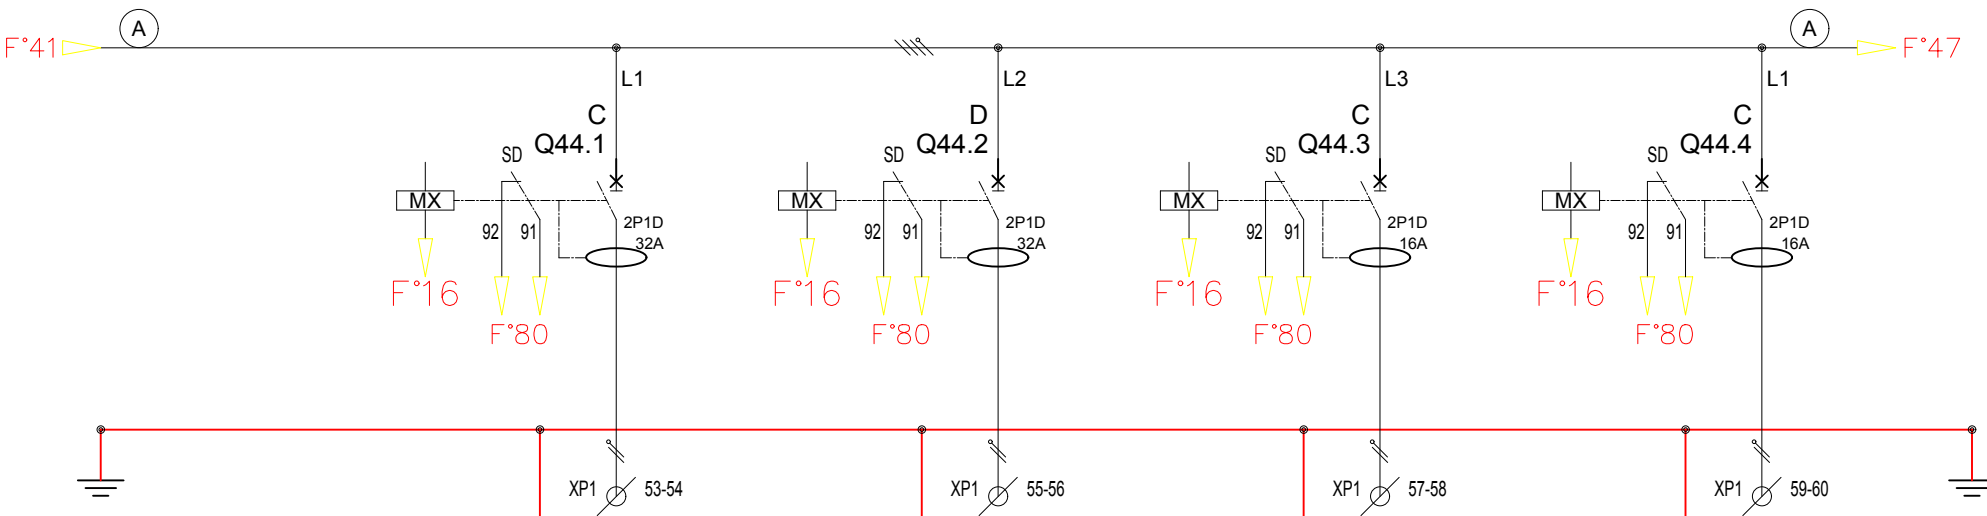 A
A
F°41
F°47
L1
L2
L3
L1
C
D
C
C
Q44.1
Q44.2
Q44.3
Q44.4
SD
SD
SD
SD
MX
MX
MX
MX
92
91
2P1D
92
91
2P1D
92
91
2P1D
92
91
2P1D
32A
32A
16A
16A
F°16
F°16
F°16
F°16
F°80
F°80
F°80
F°80
XP1
53-54
XP1
55-56
XP1
57-58
XP1
59-60